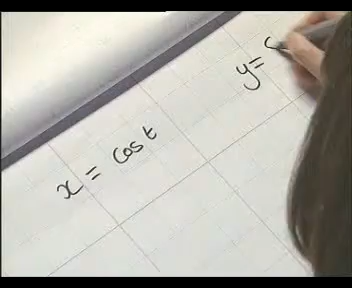 x = cos t
y =